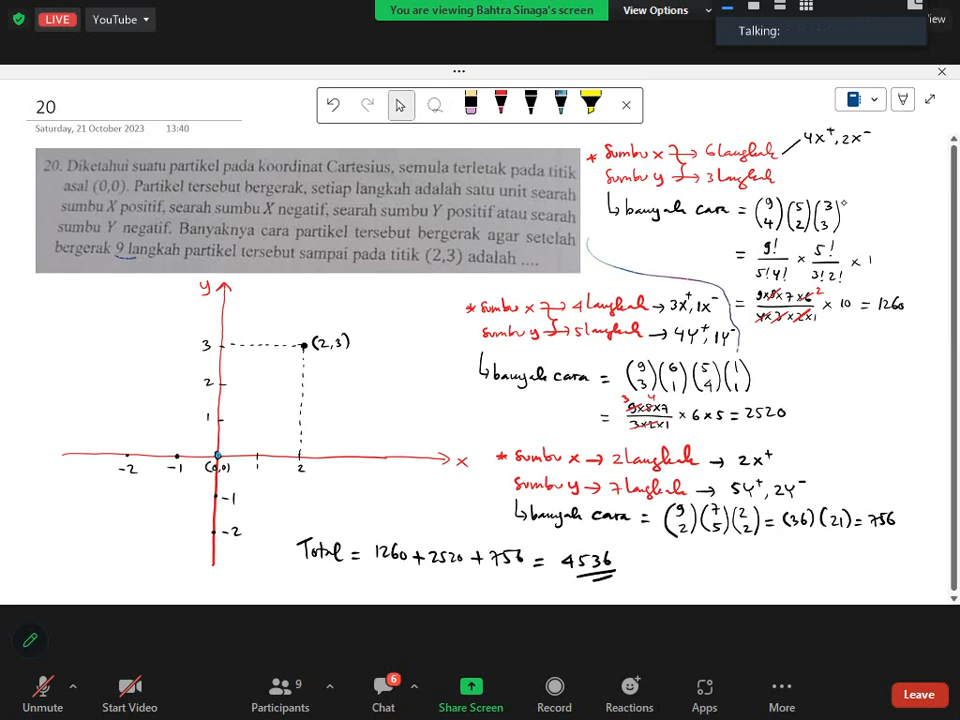 LIVE
YouTube
You are viewing Bahtra Sinaga's screen
View Options
View
Talking:
20
Saturday, 21 October 2023 13:40
20. Diketahui suatu partikel pada koordinat Cartesius, semula terletak pada titik
asal (0,0). Partikel tersebut bergerak, setiap langkah adalah satu unit searah
sumbu X positif, searah sumbu X negatif, searah sumbu Y positif atau searah
sumbu Y negatif. Banyaknya cara partikel tersebut bergerak agar setelah
bergerak 9 langkah partikel tersebut sampai pada titik (2,3) adalah ....
* Sumbu x → 6 langkah 4x⁺, 2x⁻
Sumbu y → 3 langkah
↳ banyak cara = (9 4)(5 2)(3 3)
= 9!/5!4! × 5!/3!2! × 1
= 9×8×7×6/4×3×2×1 2 × 10 = 1260
* Sumbu x → 4 langkah → 3x⁺, 1x⁻
Sumbu y → 5 langkah → 4y⁺, 1y⁻
↳ banyak cara = (9 3)(6 1)(5 4)(1 1)
= 3 4 9×8×7/3×2×1 × 6 × 5 = 2520
* Sumbu x → 2 langkah → 2x⁺
Sumbu y → 7 langkah → 5y⁺, 2y⁻
↳ banyak cara = (9 2)(7 5)(2 2) = (36)(21) = 756
Total = 1260 + 2520 + 756 = 4536
y
3
(2,3)
2
1
-2 -1 (0,0) 1 2 x
-1
-2
Unmute
Start Video
9
Participants
6
Chat
Share Screen
Record
Reactions
Apps
More
Leave